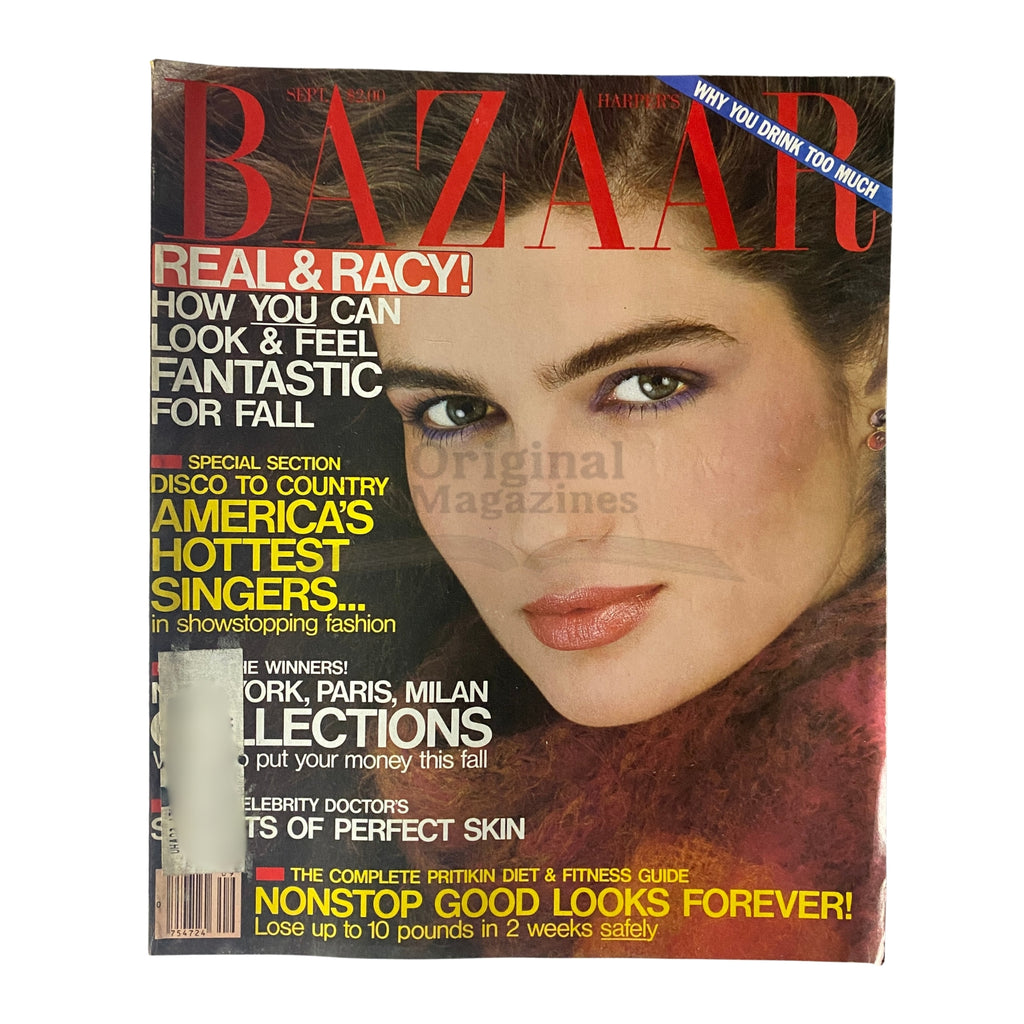 SEPT. $2.00
HARPER'S
BAZAAR
WHY YOU DRINK TOO MUCH
REAL & RACY!
HOW YOU CAN
LOOK & FEEL
FANTASTIC
FOR FALL
SPECIAL SECTION
DISCO TO COUNTRY
AMERICA'S
HOTTEST
SINGERS...
in showstopping fashion
Original
Magazines
HE WINNERS!
YORK, PARIS, MILAN
LLECTIONS
put your money this fall
ELEBRITY DOCTOR'S
TS OF PERFECT SKIN
THE COMPLETE PRITIKIN DIET & FITNESS GUIDE
NONSTOP GOOD LOOKS FOREVER!
Lose up to 10 pounds in 2 weeks safely
09
0
754724